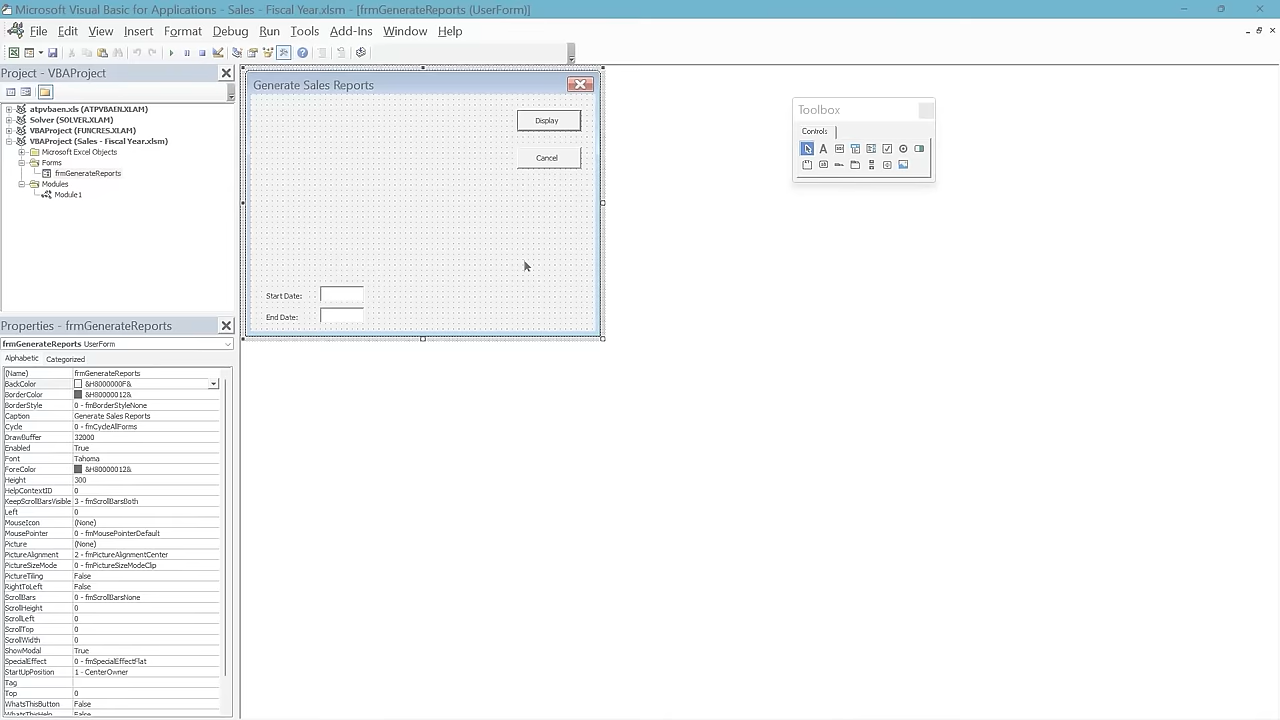 Microsoft Visual Basic for Applications - Sales - Fiscal Year.xlsm - [frmGenerateReports (UserForm)]
File Edit View Insert Format Debug Run Tools Add-Ins Window Help
Project - VBAProject
atpvbaen.xls (ATPVBAEN.XLAM)
Solver (SOLVER.XLAM)
VBAProject (FUNCRES.XLAM)
VBAProject (Sales - Fiscal Year.xlsm)
Microsoft Excel Objects
Forms
frmGenerateReports
Modules
Module1
Generate Sales Reports
Display
Cancel
Start Date:
End Date:
Toolbox
Controls
Properties - frmGenerateReports
frmGenerateReports UserForm
Alphabetic Categorized
(Name) frmGenerateReports
BackColor &H8000000F&
BorderColor &H80000012&
BorderStyle 0 - fmBorderStyleNone
Caption Generate Sales Reports
Cycle 0 - fmCycleAllForms
DrawBuffer 32000
Enabled True
Font Tahoma
ForeColor &H80000012&
Height 300
HelpContextID 0
KeepScrollBarsVisible 3 - fmScrollBarsBoth
Left 0
MouseIcon (None)
MousePointer 0 - fmMousePointerDefault
Picture (None)
PictureAlignment 2 - fmPictureAlignmentCenter
PictureSizeMode 0 - fmPictureSizeModeClip
PictureTiling False
RightToLeft False
ScrollBars 0 - fmScrollBarsNone
ScrollHeight 0
ScrollLeft 0
ScrollTop 0
ScrollWidth 0
ShowModal True
SpecialEffect 0 - fmSpecialEffectFlat
StartUpPosition 1 - CenterOwner
Tag
Top 0
WhatsThisButton False
WhatsThisHelp False